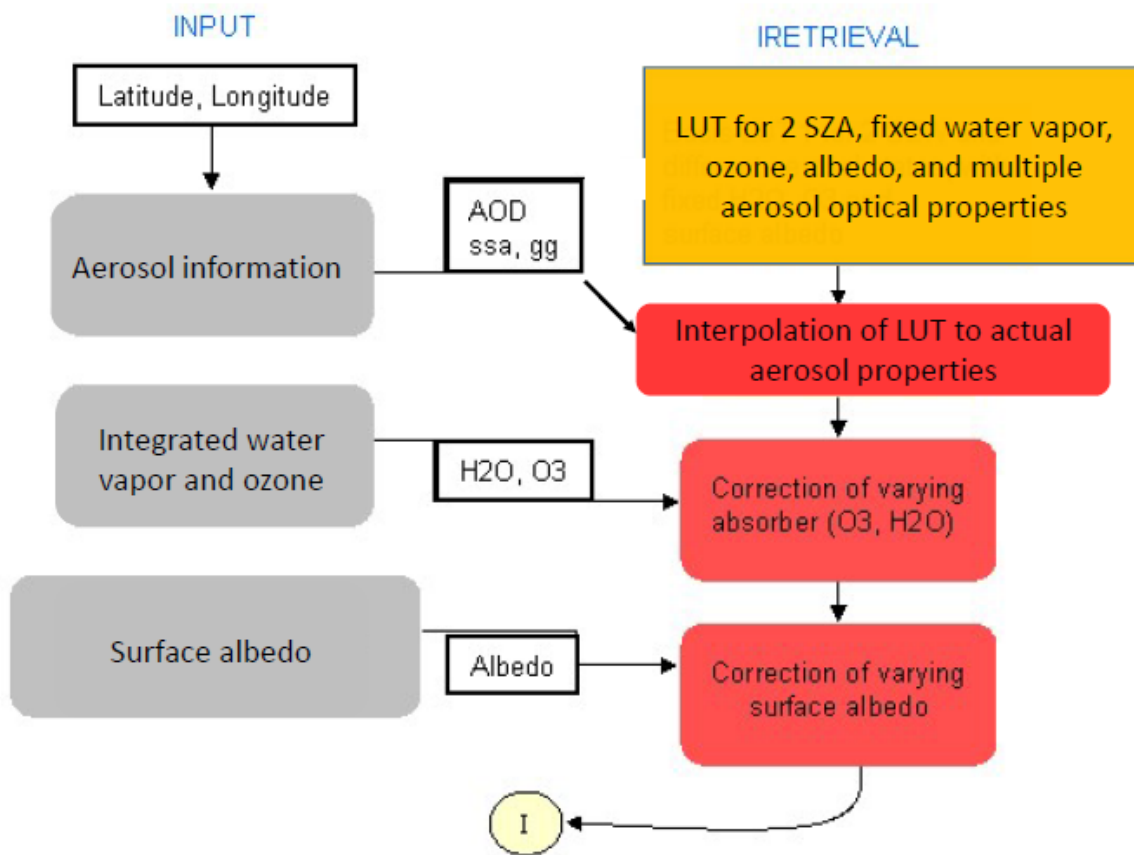 INPUT
IRETRIEVAL
Latitude, Longitude
LUT for 2 SZA, fixed water vapor,
ozone, albedo, and multiple
aerosol optical properties
AOD
ssa, gg
Aerosol information
Interpolation of LUT to actual
aerosol properties
Integrated water
vapor and ozone
H2O, O3
Correction of varying
absorber (O3, H2O)
Surface albedo
Albedo
Correction of varying
surface albedo
I